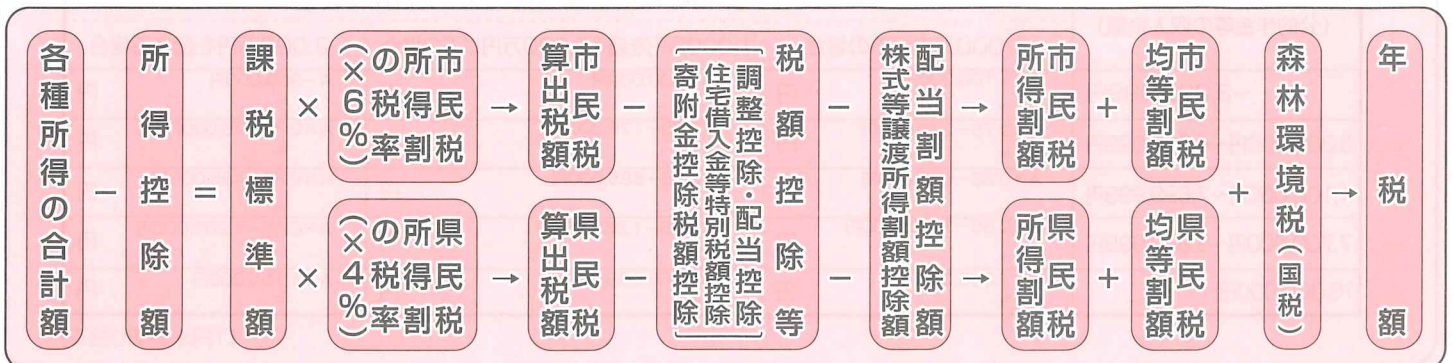 各種所得の合計額
−
所得控除額
=
課税標準額
×
市民税
所得割
の税率
(×6%)
→
市民税
算出税額
−
×
県民税
所得割
の税率
(×4%)
→
県民税
算出税額
−
税額控除等
[調整控除・配当控除
住宅借入金等特別税額控除
寄附金控除税額控除]
−
−
配当割額控除額
株式等譲渡所得割額控除額
→
市民税
所得割額
+
市民税
均等割額
→
県民税
所得割額
+
県民税
均等割額
+
森林環境税(国税)
→
年税額